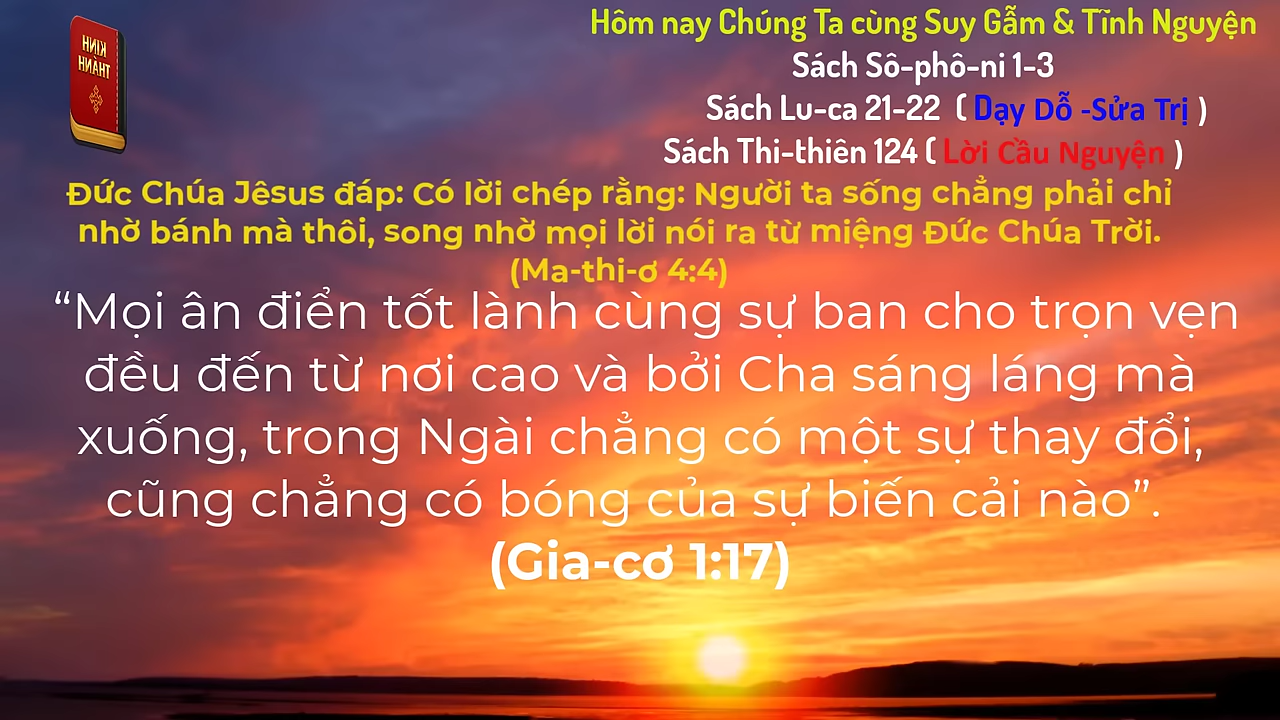 KINH
THÁNH
Hôm nay Chúng Ta cùng Suy Gẫm & Tĩnh Nguyện
Sách Sô-phô-ni 1-3
Sách Lu-ca 21-22 ( Dạy Dỗ -Sửa Trị )
Sách Thi-thiên 124 ( Lời Cầu Nguyện )
Đức Chúa Jêsus đáp: Có lời chép rằng: Người ta sống chẳng phải chỉ
nhờ bánh mà thôi, song nhờ mọi lời nói ra từ miệng Đức Chúa Trời.
(Ma-thi-ơ 4:4)
“Mọi ân điển tốt lành cùng sự ban cho trọn vẹn
đều đến từ nơi cao và bởi Cha sáng láng mà
xuống, trong Ngài chẳng có một sự thay đổi,
cũng chẳng có bóng của sự biến cải nào”.
(Gia-cơ 1:17)